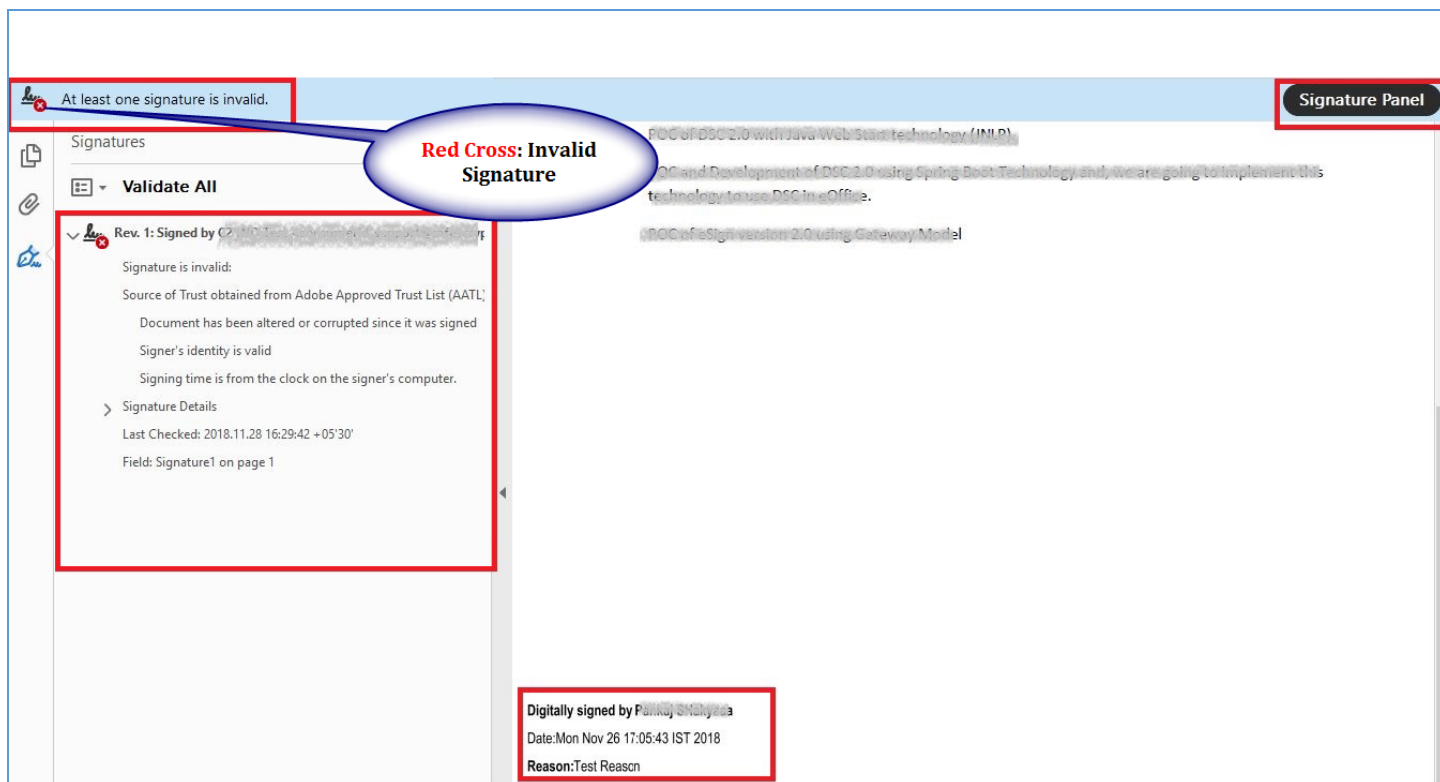 At least one signature is invalid.
Signature Panel
Red Cross: Invalid
Signature
Signatures
Validate All
Rev. 1: Signed by
Signature is invalid:
Source of Trust obtained from Adobe Approved Trust List (AATL)
Document has been altered or corrupted since it was signed
Signer's identity is valid
Signing time is from the clock on the signer's computer.
Signature Details
Last Checked: 2018.11.28 16:29:42 +05'30'
Field: Signature1 on page 1
POC of DSC 2.0 with Java Web Start technology (JNLP)
POC and Development of DSC 2.0 using Spring Boot Technology and, we are going to implement this
technology to use DSC in eOffice.
POC of eSign version 2.0 using Gateway Model
Digitally signed by
Date:Mon Nov 26 17:05:43 IST 2018
Reason:Test Reason